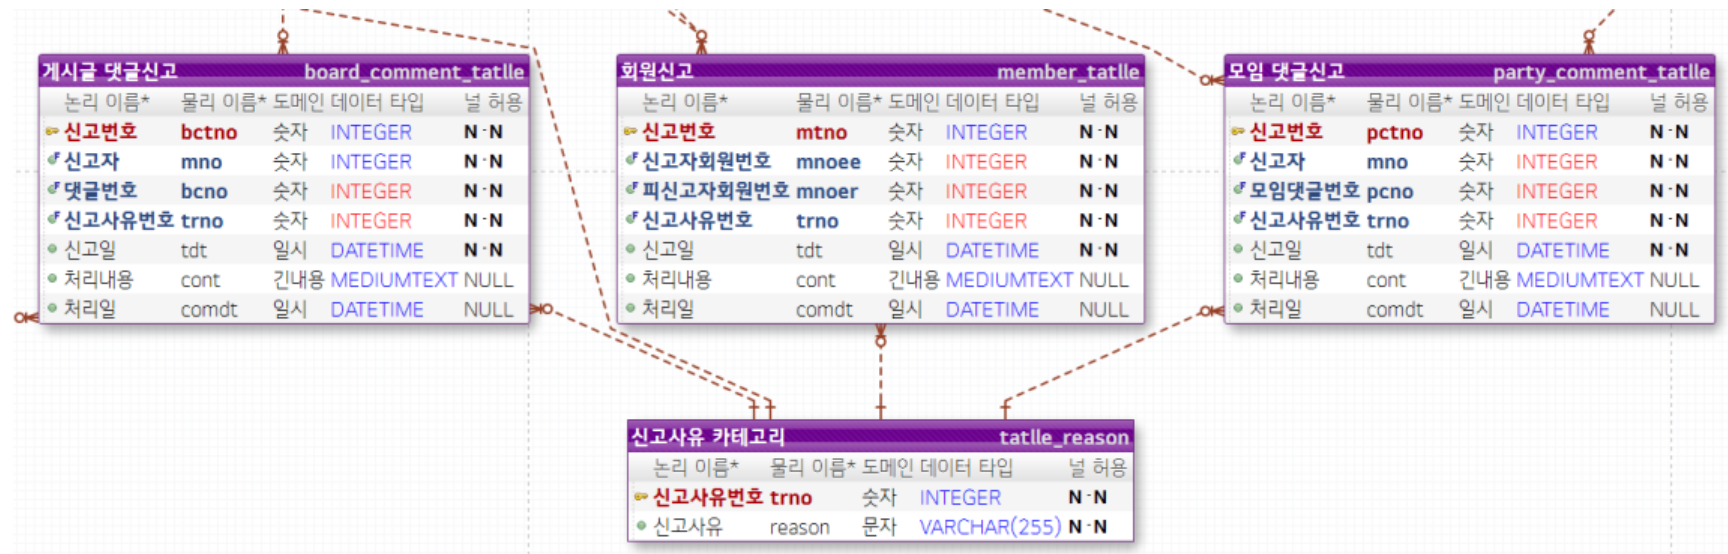 게시글 댓글신고 board_comment_tatlle
논리 이름* 물리 이름* 도메인 데이터 타입 널 허용
신고번호 bctno 숫자 INTEGER N-N
신고자 mno 숫자 INTEGER N-N
댓글번호 bcno 숫자 INTEGER N-N
신고사유번호 trno 숫자 INTEGER N-N
신고일 tdt 일시 DATETIME N-N
처리내용 cont 긴내용 MEDIUMTEXT NULL
처리일 comdt 일시 DATETIME NULL
회원신고 member_tatlle
논리 이름* 물리 이름* 도메인 데이터 타입 널 허용
신고번호 mtno 숫자 INTEGER N-N
신고자회원번호 mnoee 숫자 INTEGER N-N
피신고자회원번호 mnoer 숫자 INTEGER N-N
신고사유번호 trno 숫자 INTEGER N-N
신고일 tdt 일시 DATETIME N-N
처리내용 cont 긴내용 MEDIUMTEXT NULL
처리일 comdt 일시 DATETIME NULL
모임 댓글신고 party_comment_tatlle
논리 이름* 물리 이름* 도메인 데이터 타입 널 허용
신고번호 pctno 숫자 INTEGER N-N
신고자 mno 숫자 INTEGER N-N
모임댓글번호 pcno 숫자 INTEGER N-N
신고사유번호 trno 숫자 INTEGER N-N
신고일 tdt 일시 DATETIME N-N
처리내용 cont 긴내용 MEDIUMTEXT NULL
처리일 comdt 일시 DATETIME NULL
신고사유 카테고리 tatlle_reason
논리 이름* 물리 이름* 도메인 데이터 타입 널 허용
신고사유번호 trno 숫자 INTEGER N-N
신고사유 reason 문자 VARCHAR(255) N-N